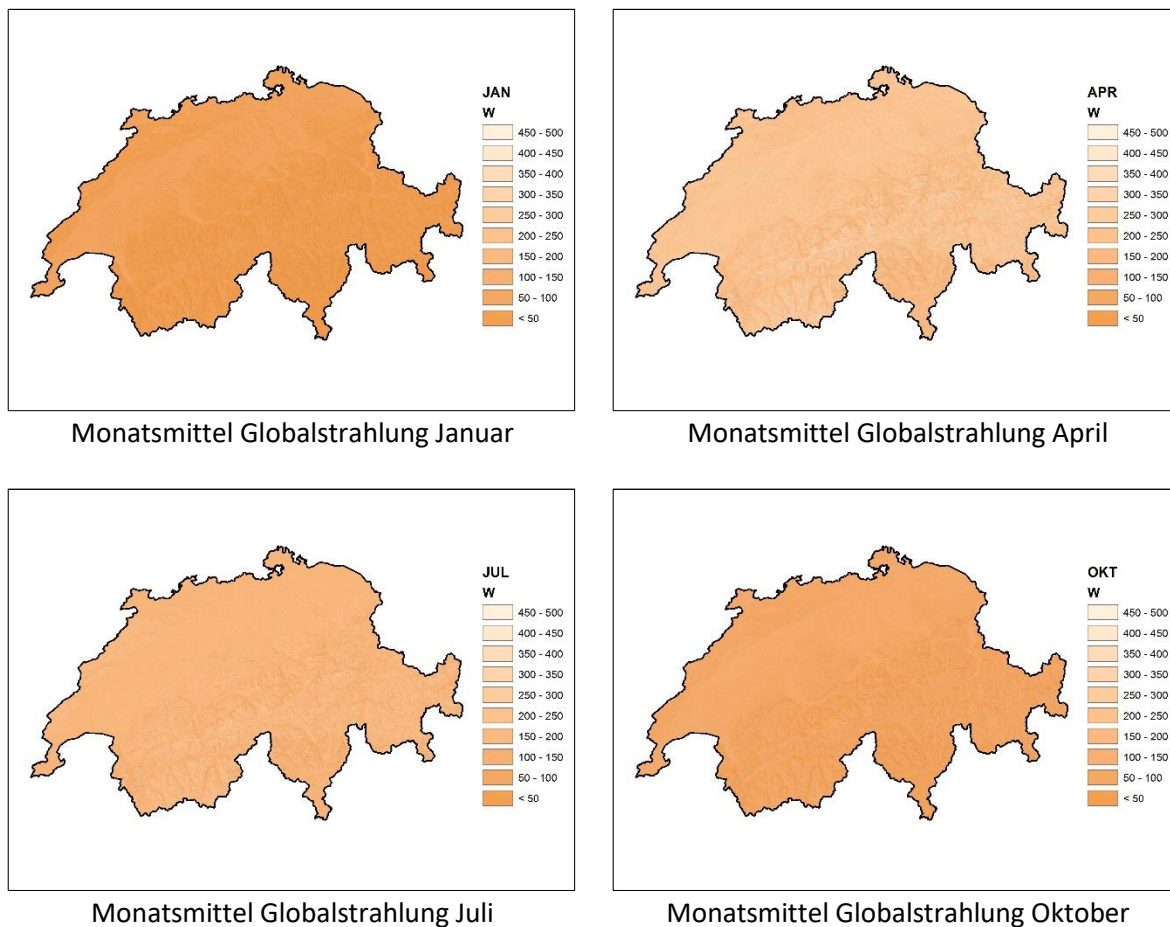 JAN
W
450 - 500
400 - 450
350 - 400
300 - 350
250 - 300
200 - 250
150 - 200
100 - 150
50 - 100
< 50
Monatsmittel Globalstrahlung Januar
APR
W
450 - 500
400 - 450
350 - 400
300 - 350
250 - 300
200 - 250
150 - 200
100 - 150
50 - 100
< 50
Monatsmittel Globalstrahlung April
JUL
W
450 - 500
400 - 450
350 - 400
300 - 350
250 - 300
200 - 250
150 - 200
100 - 150
50 - 100
< 50
Monatsmittel Globalstrahlung Juli
OKT
W
450 - 500
400 - 450
350 - 400
300 - 350
250 - 300
200 - 250
150 - 200
100 - 150
50 - 100
< 50
Monatsmittel Globalstrahlung Oktober